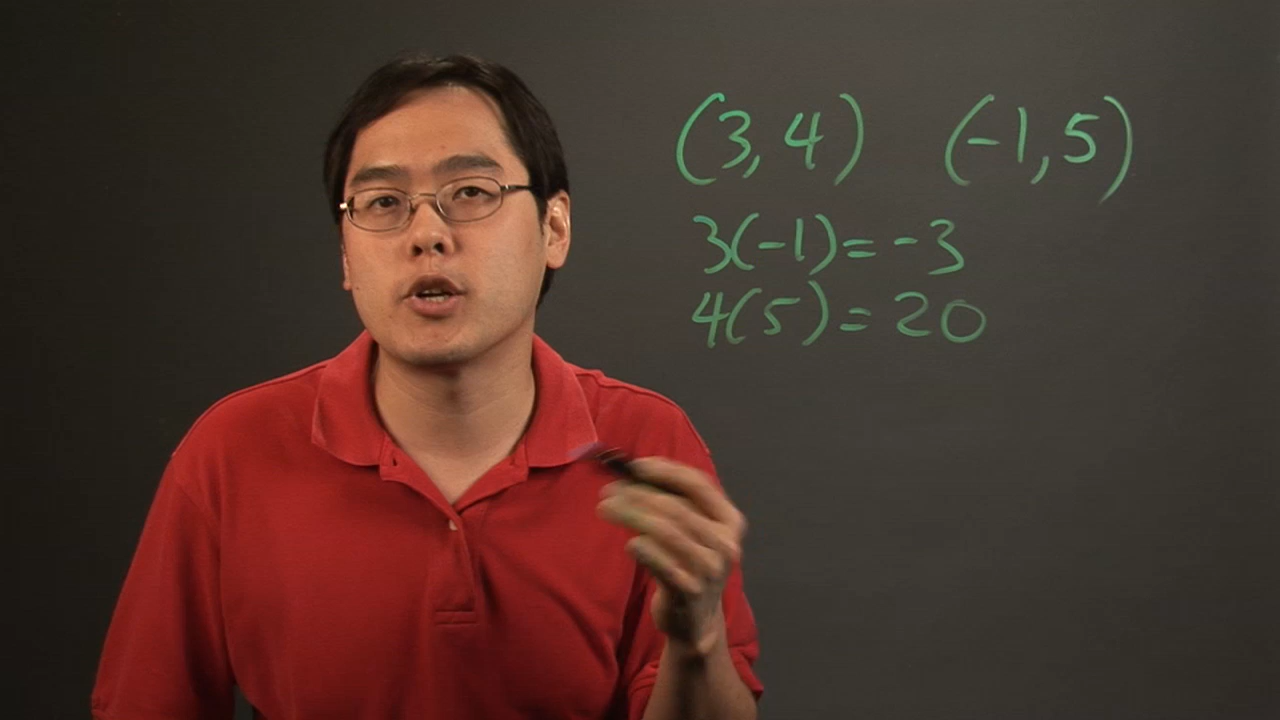 (3,4) (-1,5)
3(-1)=-3
4(5)=20